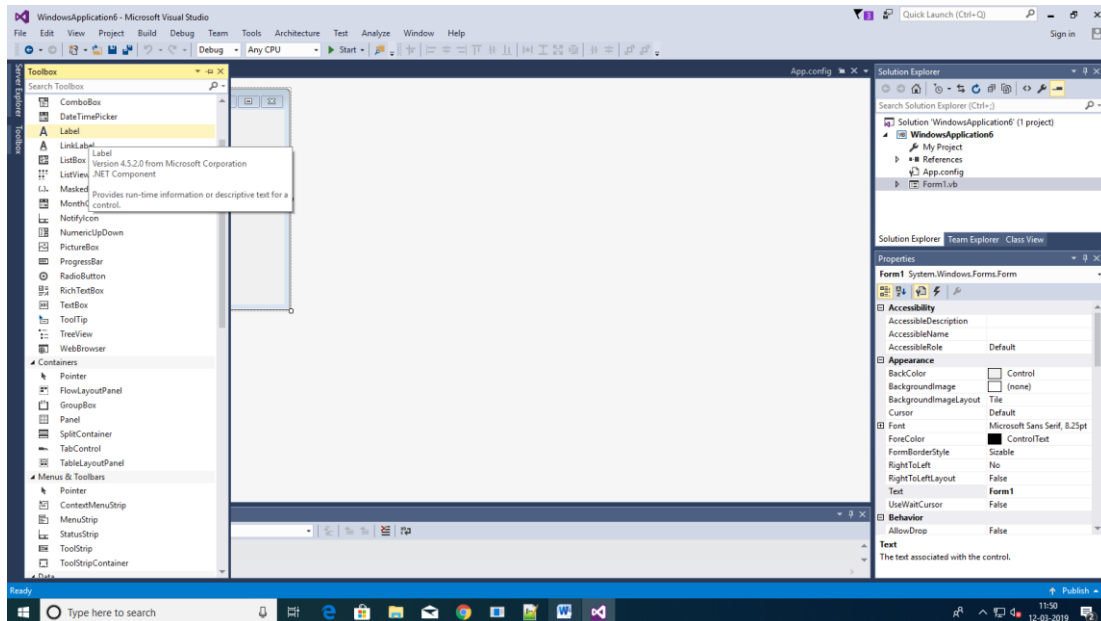 WindowsApplication6 - Microsoft Visual Studio
Quick Launch (Ctrl+Q)
File Edit View Project Build Debug Team Tools Architecture Test Analyze Window Help
Sign in
Debug Any CPU Start
Server Explorer
Toolbox
Toolbox
Search Toolbox
ComboBox
DateTimePicker
Label
LinkLabel
ListBox
ListView
Masked
MonthC
NotifyIcon
NumericUpDown
PictureBox
ProgressBar
RadioButton
RichTextBox
TextBox
ToolTip
TreeView
WebBrowser
Containers
Pointer
FlowLayoutPanel
GroupBox
Panel
SplitContainer
TabControl
TableLayoutPanel
Menus & Toolbars
Pointer
ContextMenuStrip
MenuStrip
StatusStrip
ToolStrip
ToolStripContainer
Data
Label
Version 4.5.2.0 from Microsoft Corporation
.NET Component
Provides run-time information or descriptive text for a
control.
App.config
Solution Explorer
Search Solution Explorer (Ctrl+;)
Solution 'WindowsApplication6' (1 project)
WindowsApplication6
My Project
References
App.config
Form1.vb
Solution Explorer Team Explorer Class View
Properties
Form1 System.Windows.Forms.Form
Accessibility
AccessibleDescription
AccessibleName
AccessibleRole Default
Appearance
BackColor Control
BackgroundImage (none)
BackgroundImageLayout Tile
Cursor Default
Font Microsoft Sans Serif, 8.25pt
ForeColor ControlText
FormBorderStyle Sizable
RightToLeft No
RightToLeftLayout False
Text Form1
UseWaitCursor False
Behavior
AllowDrop False
Text
The text associated with the control.
Ready
Publish
Type here to search
11:50
12-03-2019